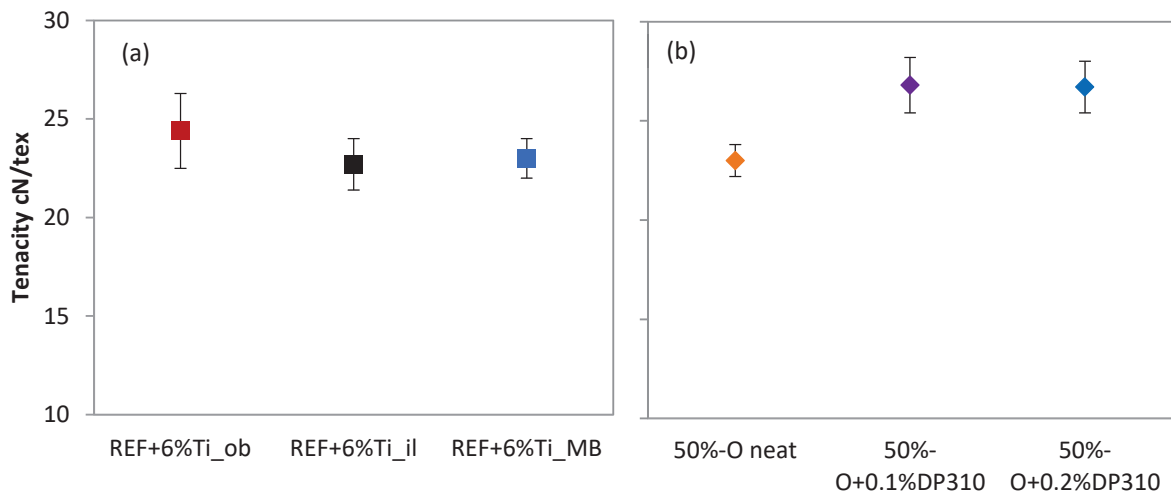 Tenacity cN/tex
30
25
20
15
10
(a)
REF+6%Ti_ob
REF+6%Ti_il
REF+6%Ti_MB
(b)
50%-O neat
50%-
O+0.1%DP310
50%-
O+0.2%DP310